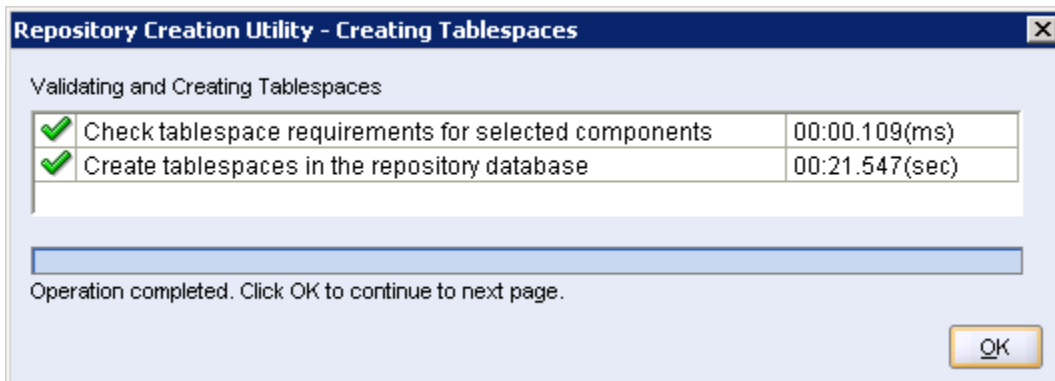 Repository Creation Utility - Creating Tablespaces
Validating and Creating Tablespaces
Check tablespace requirements for selected components 00:00.109(ms)
Create tablespaces in the repository database 00:21.547(sec)
Operation completed. Click OK to continue to next page.
OK